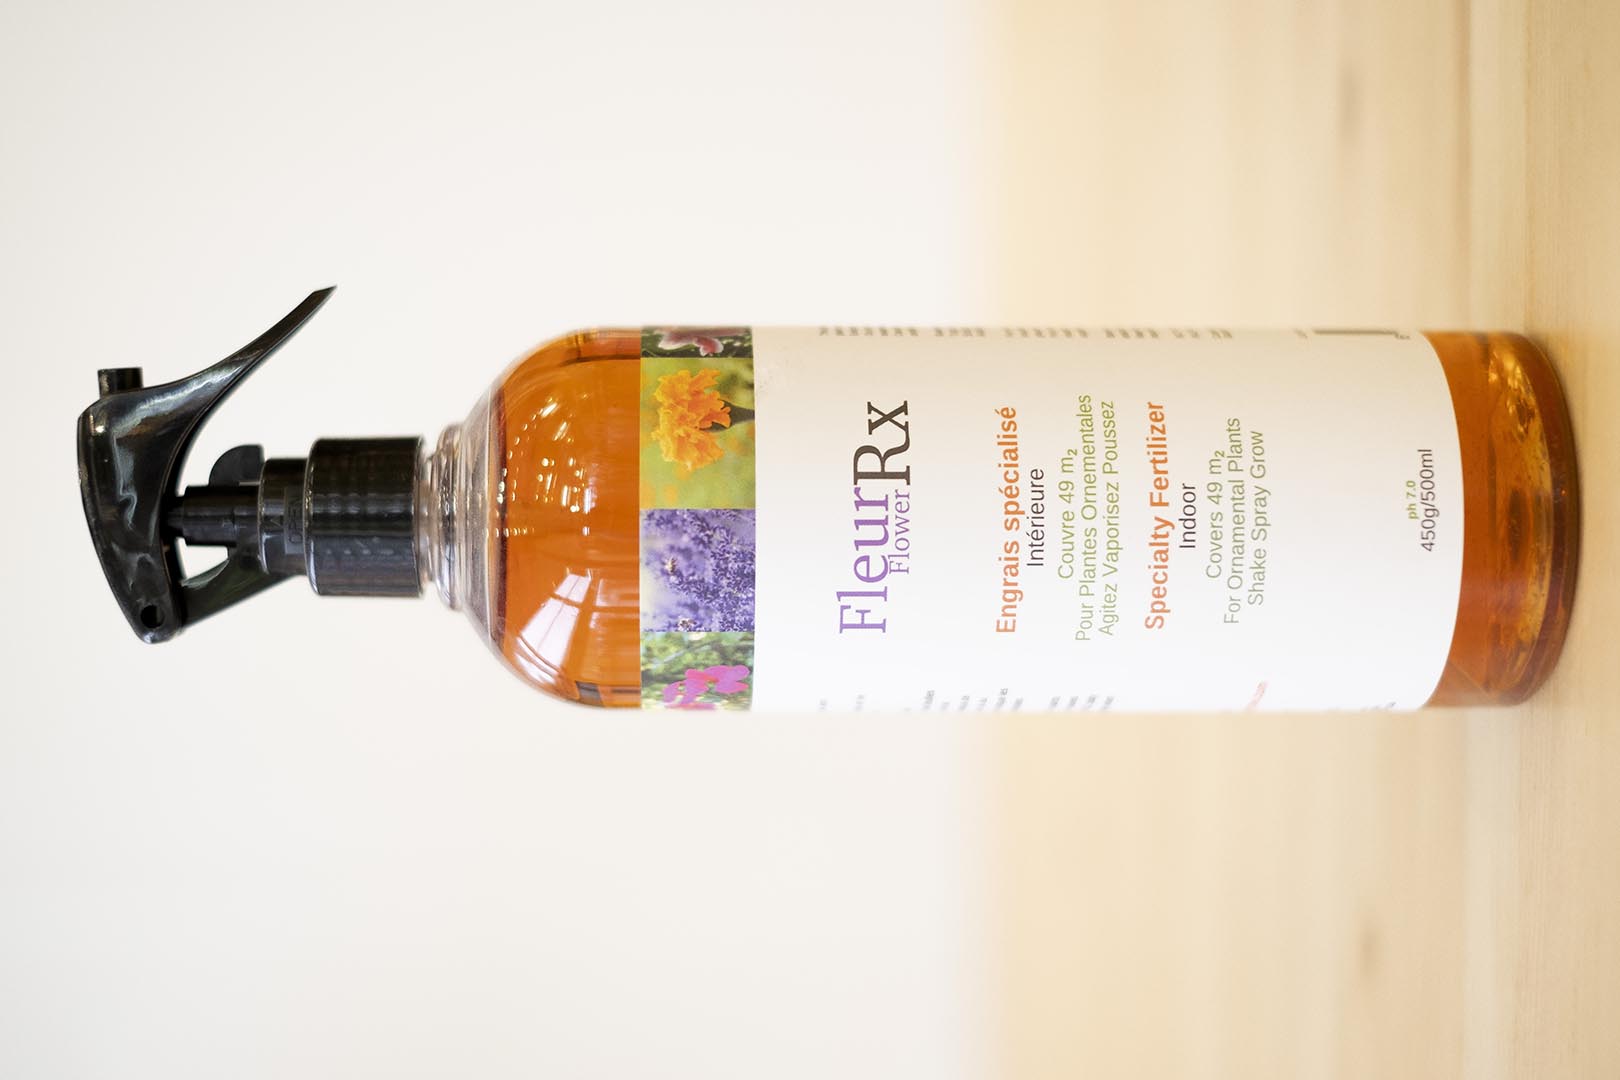 OPEN
Fleur Rx
Flower
Engrais spécialisé
Intérieure
Couvre 49 m₂
Pour Plantes Ornementales
Agitez Vaporisez Poussez
Specialty Fertilizer
Indoor
Covers 49 m₂
For Ornamental Plants
Shake Spray Grow
ph 7.0
450g/500ml